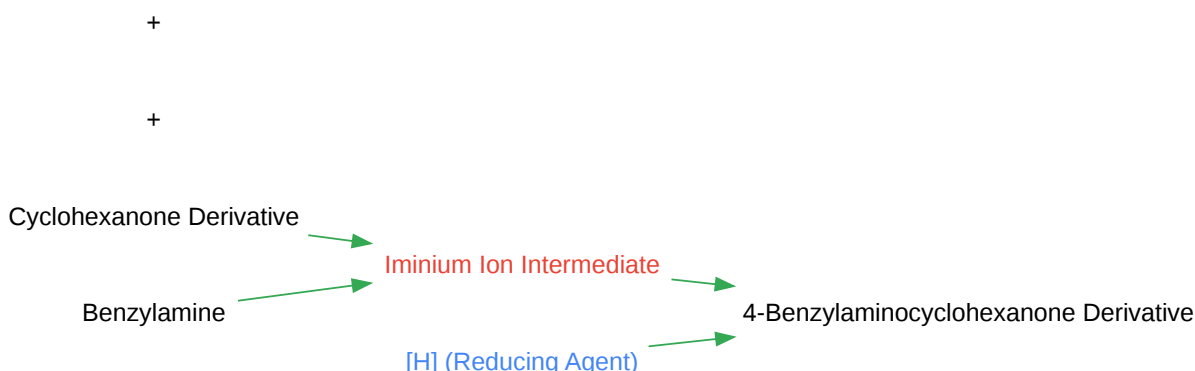 +
+
Cyclohexanone Derivative
Iminium Ion Intermediate
Benzylamine
4-Benzylaminocyclohexanone Derivative
[H] (Reducing Agent)